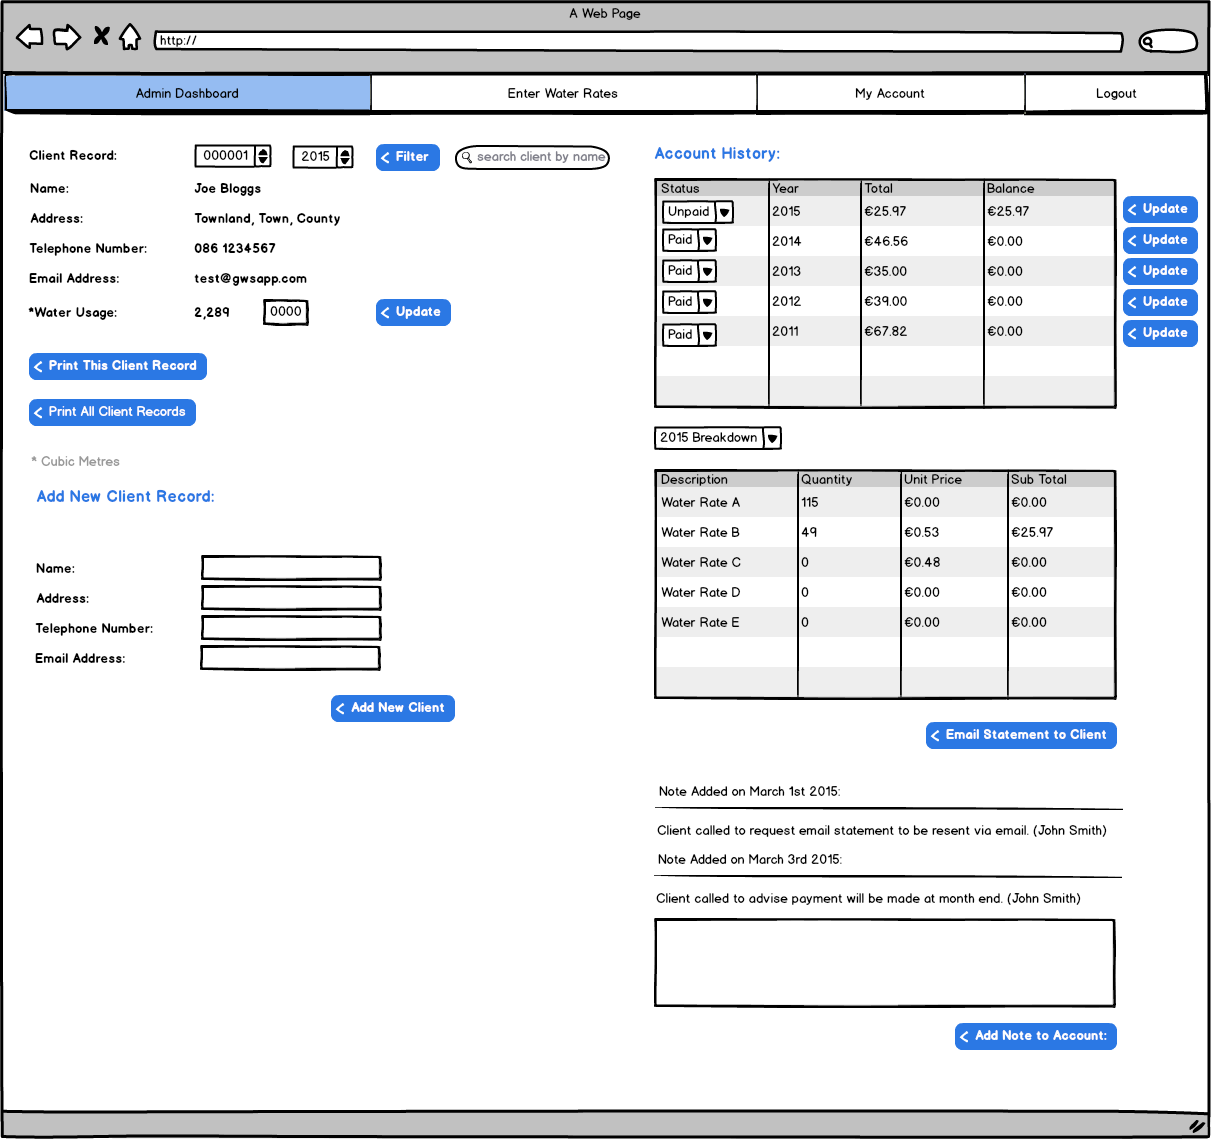 A Web Page
http://
Admin Dashboard
Enter Water Rates
My Account
Logout
Client Record: 000001 2015 Filter search client by name
Name: Joe Bloggs
Address: Townland, Town, County
Telephone Number: 086 1234567
Email Address: test@gwsapp.com
*Water Usage: 2,289 0000 Update
Print This Client Record
Print All Client Records
* Cubic Metres
Add New Client Record:
Name:
Address:
Telephone Number:
Email Address:
Add New Client
Account History:
Status Year Total Balance
Unpaid 2015 €25.97 €25.97 Update
Paid 2014 €46.56 €0.00 Update
Paid 2013 €35.00 €0.00 Update
Paid 2012 €39.00 €0.00 Update
Paid 2011 €67.82 €0.00 Update
2015 Breakdown
Description Quantity Unit Price Sub Total
Water Rate A 115 €0.00 €0.00
Water Rate B 49 €0.53 €25.97
Water Rate C 0 €0.48 €0.00
Water Rate D 0 €0.00 €0.00
Water Rate E 0 €0.00 €0.00
Email Statement to Client
Note Added on March 1st 2015:
Client called to request email statement to be resent via email. (John Smith)
Note Added on March 3rd 2015:
Client called to advise payment will be made at month end. (John Smith)
Add Note to Account: